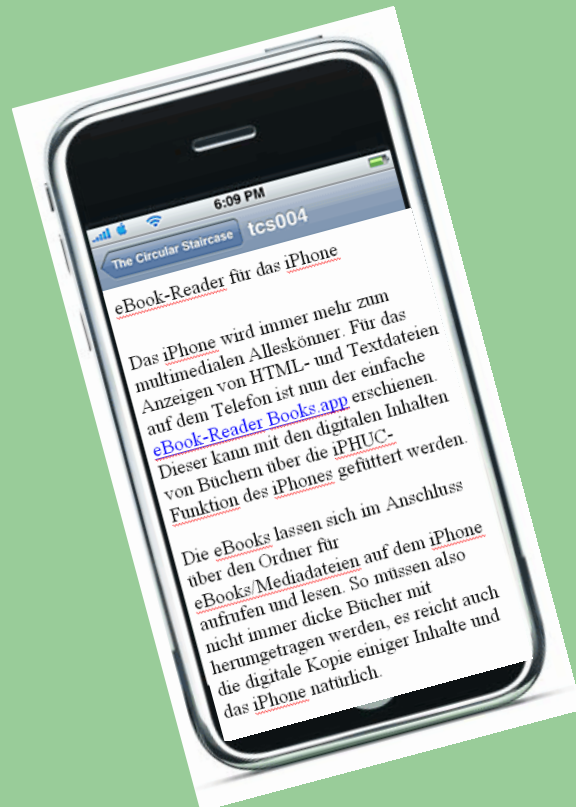 6:09 PM
The Circular Staircase
tcs004
eBook-Reader für das iPhone
Das iPhone wird immer mehr zum
multimedialen Alleskönner. Für das
Anzeigen von HTML- und Textdateien
auf dem Telefon ist nun der einfache
eBook-Reader Books.app erschienen.
Dieser kann mit den digitalen Inhalten
von Büchern über die iPHUC-
Funktion des iPhones gefüttert werden.
Die eBooks lassen sich im Anschluss
über den Ordner für
eBooks/Mediadateien auf dem iPhone
aufrufen und lesen. So müssen also
nicht immer dicke Bücher mit
herumgetragen werden, es reicht auch
die digitale Kopie einiger Inhalte und
das iPhone natürlich.